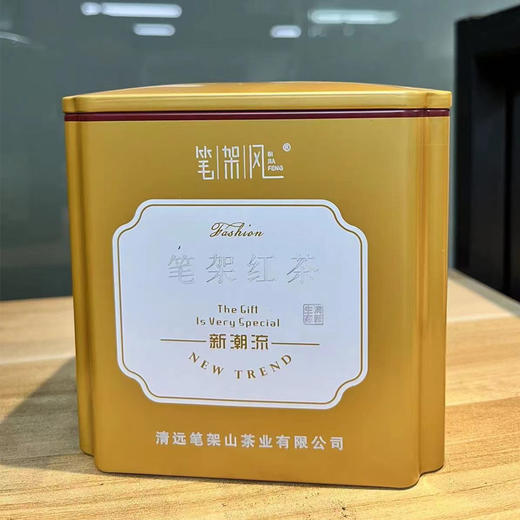 笔架风 BI JIA FENG ®
Fashion
笔架红茶
The Gift
Is Very Special
新潮流
NEW TREND
清远笔架山茶业有限公司